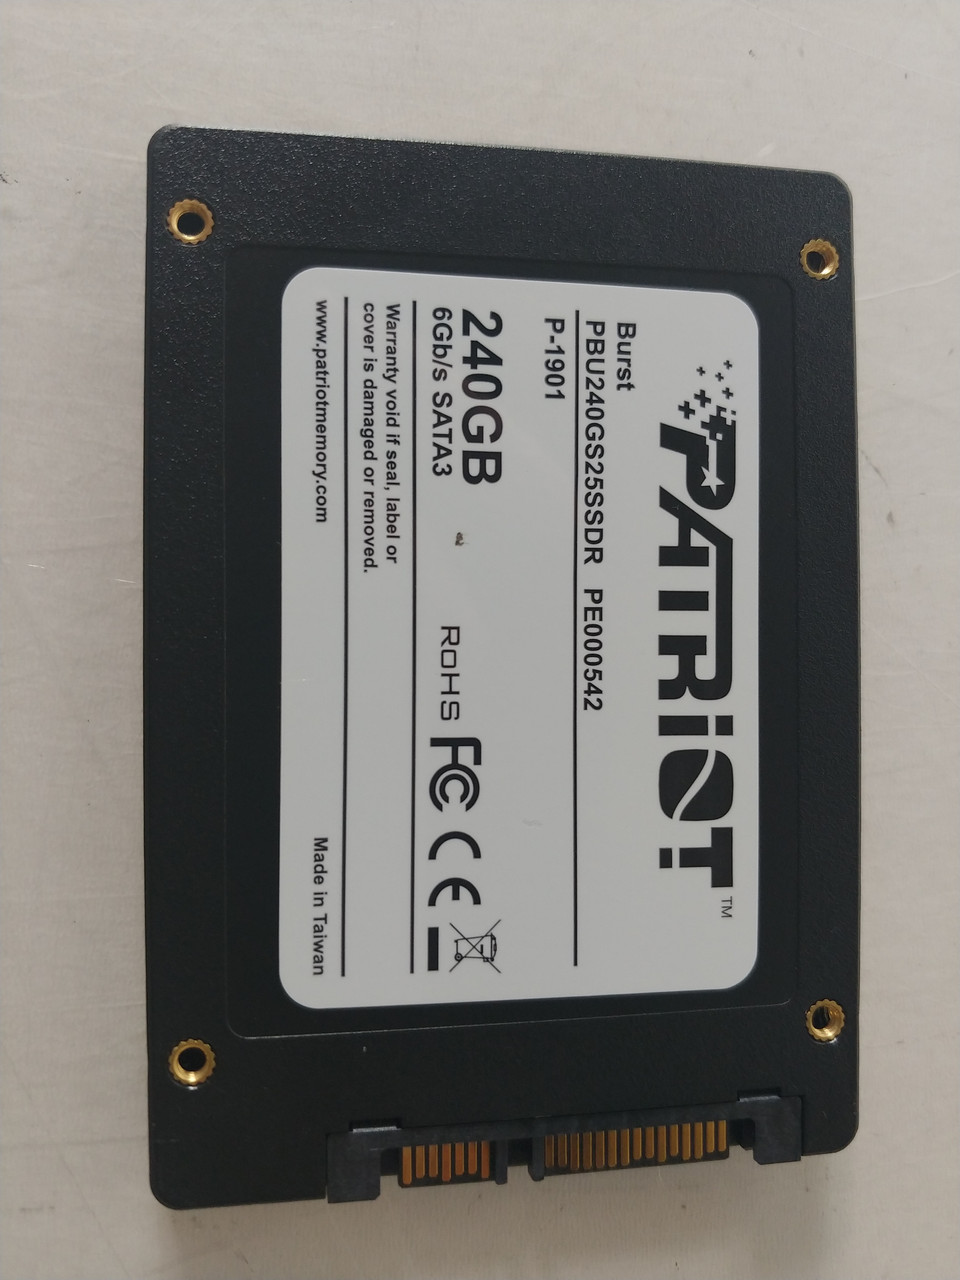 PATRiOT™
Burst
PBU240GS25SSDR PE000542
P-1901
240GB
6Gb/s SATA3
RoHS FC CE
Warranty void if seal, label or
cover is damaged or removed.
www.patriotmemory.com Made in Taiwan